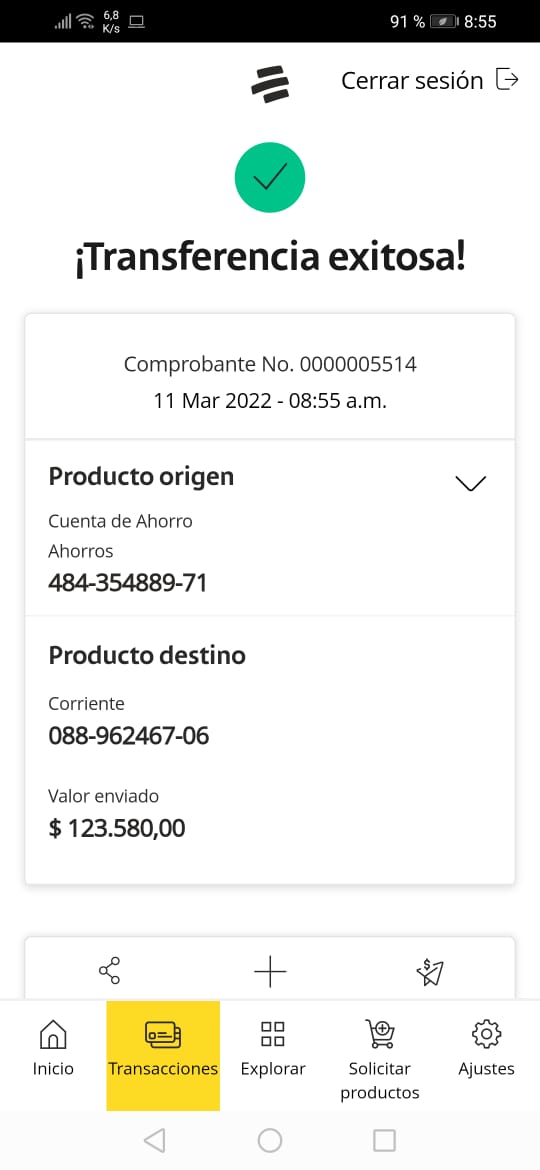 6,8
K/s
91 %
8:55
Cerrar sesión
¡Transferencia exitosa!
Comprobante No. 0000005514
11 Mar 2022 - 08:55 a.m.
Producto origen
Cuenta de Ahorro
Ahorros
484-354889-71
Producto destino
Corriente
088-962467-06
Valor enviado
$ 123.580,00
Inicio
Transacciones
Explorar
Solicitar
productos
Ajustes